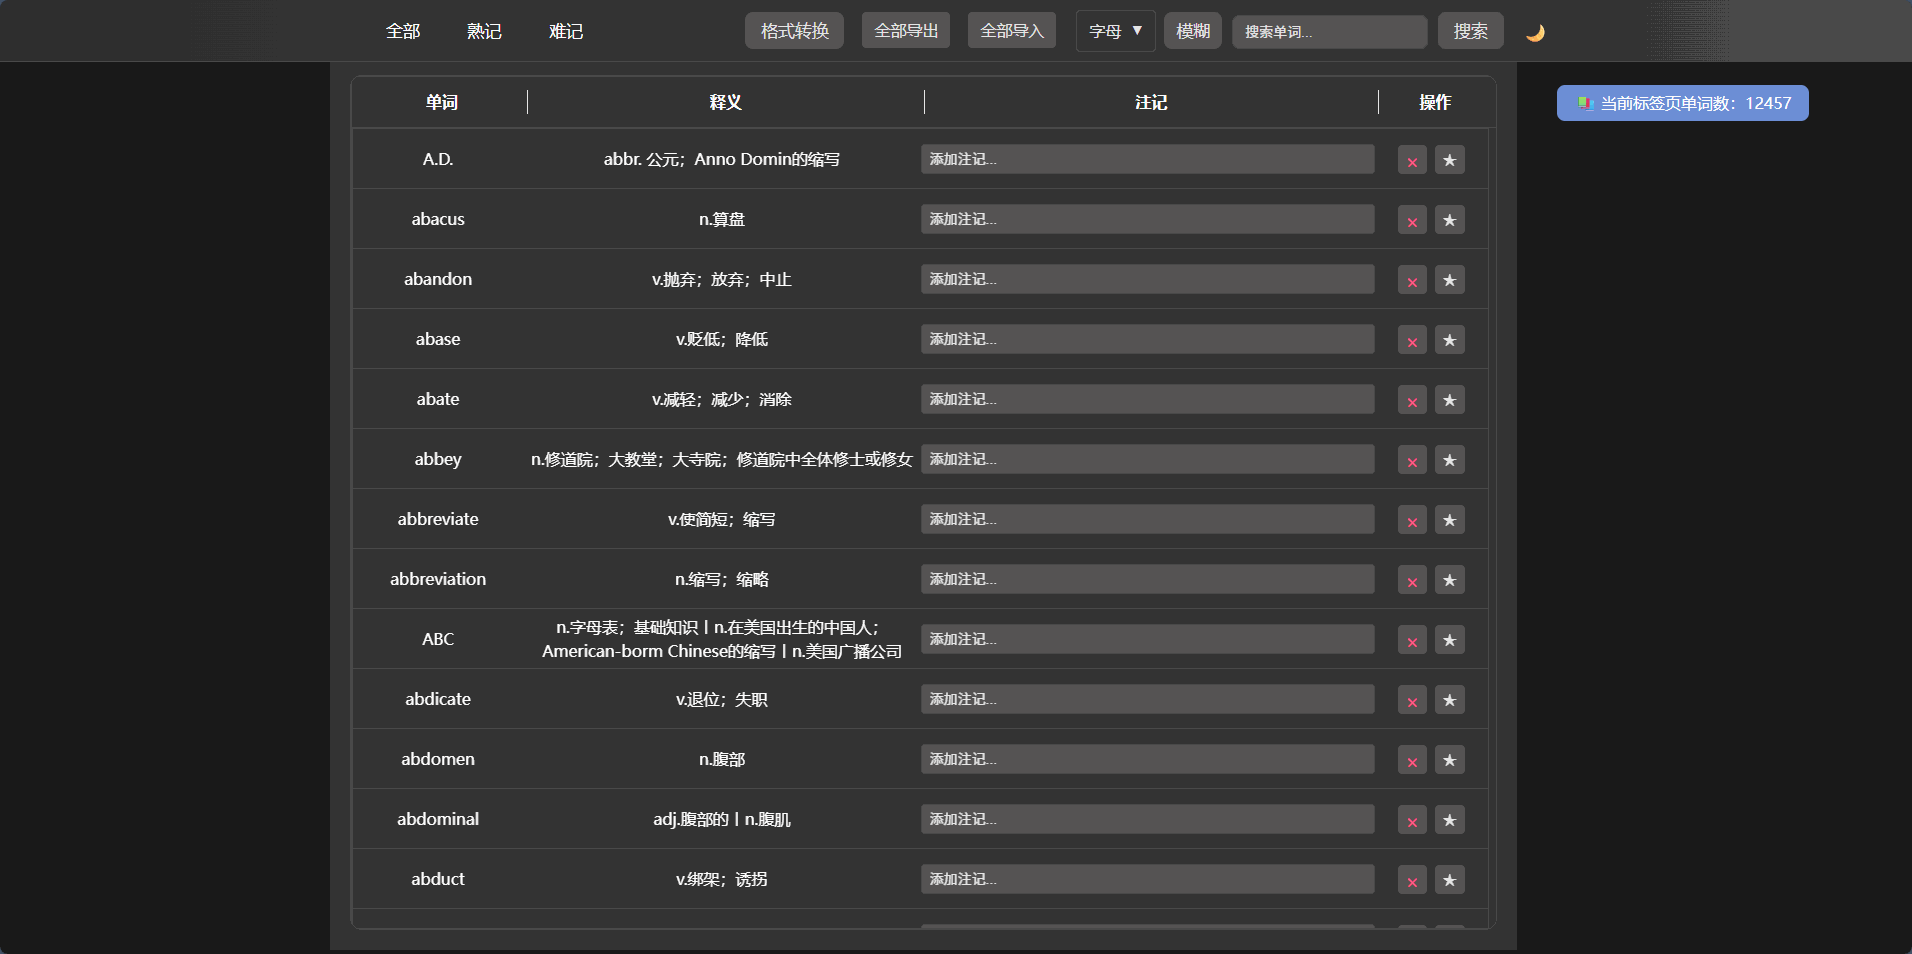 全部 熟记 难记 格式转换 全部导出 全部导入 字母 ▼ 模糊 搜索单词... 搜索
单词 释义 注记 操作
当前标签页单词数：12457
A.D. abbr. 公元；Anno Domin的缩写 添加注记... × ★
abacus n.算盘 添加注记... × ★
abandon v.抛弃；放弃；中止 添加注记... × ★
abase v.贬低；降低 添加注记... × ★
abate v.减轻；减少；消除 添加注记... × ★
abbey n.修道院；大教堂；大寺院；修道院中全体修士或修女 添加注记... × ★
abbreviate v.使简短；缩写 添加注记... × ★
abbreviation n.缩写；缩略 添加注记... × ★
ABC n.字母表；基础知识丨n.在美国出生的中国人； 添加注记... × ★
American-borm Chinese的缩写丨n.美国广播公司
abdicate v.退位；失职 添加注记... × ★
abdomen n.腹部 添加注记... × ★
abdominal adj.腹部的丨n.腹肌 添加注记... × ★
abduct v.绑架；诱拐 添加注记... × ★